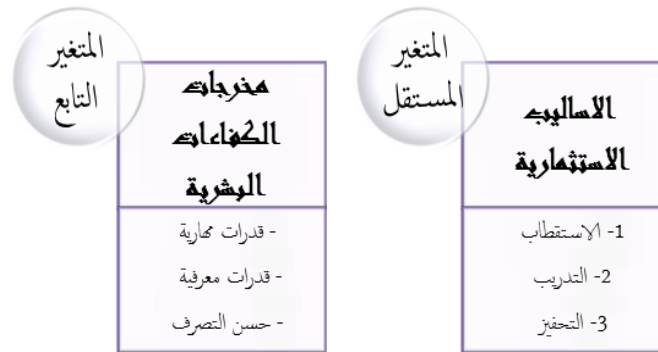 المتغير
المستقل
الاساليب
الاستثمارية
1- الاستقطاب
2- التدريب
3- التحفيز
المتغير
التابع
مخرجات
الكفاءات
البشرية
- قدرات مهارية
- قدرات معرفية
- حسن التصرف